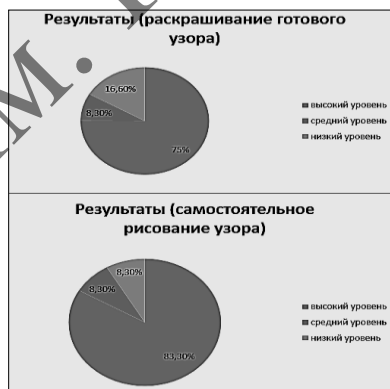 Результаты (раскрашивание готового
узора)
16,60%
8,30%
75%
высокий уровень
средний уровень
низкий уровень
Результаты (самостоятельное
рисование узора)
8,30%
8,30%
83,30%
высокий уровень
средний уровень
низкий уровень